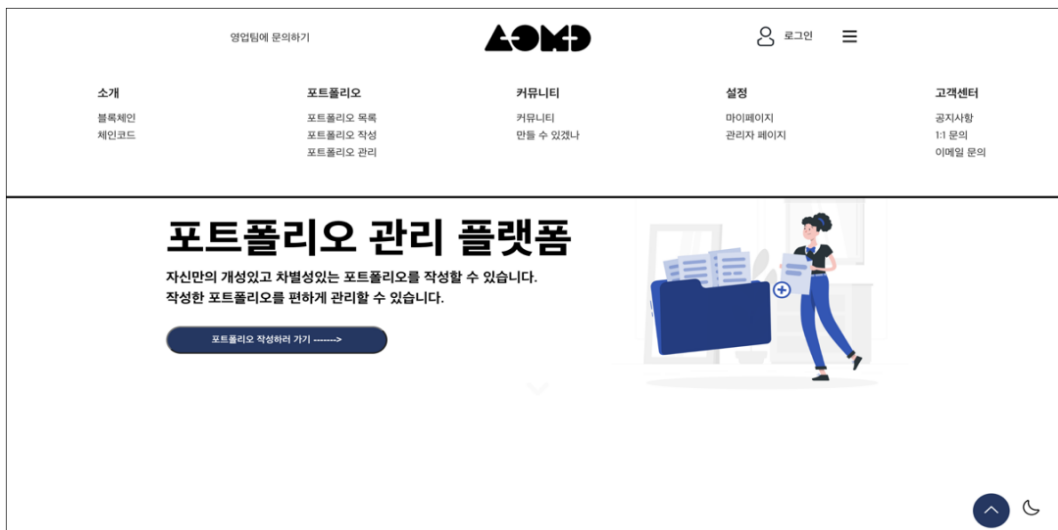 영업팀에 문의하기
AOMD
로그인
소개
블록체인
체인코드
포트폴리오
포트폴리오 목록
포트폴리오 작성
포트폴리오 관리
커뮤니티
커뮤니티
만들 수 있겠나
설정
마이페이지
관리자 페이지
고객센터
공지사항
1:1 문의
이메일 문의
포트폴리오 관리 플랫폼
자신만의 개성있고 차별성있는 포트폴리오를 작성할 수 있습니다.
작성한 포트폴리오를 편하게 관리할 수 있습니다.
포트폴리오 작성하러 가기 ------->